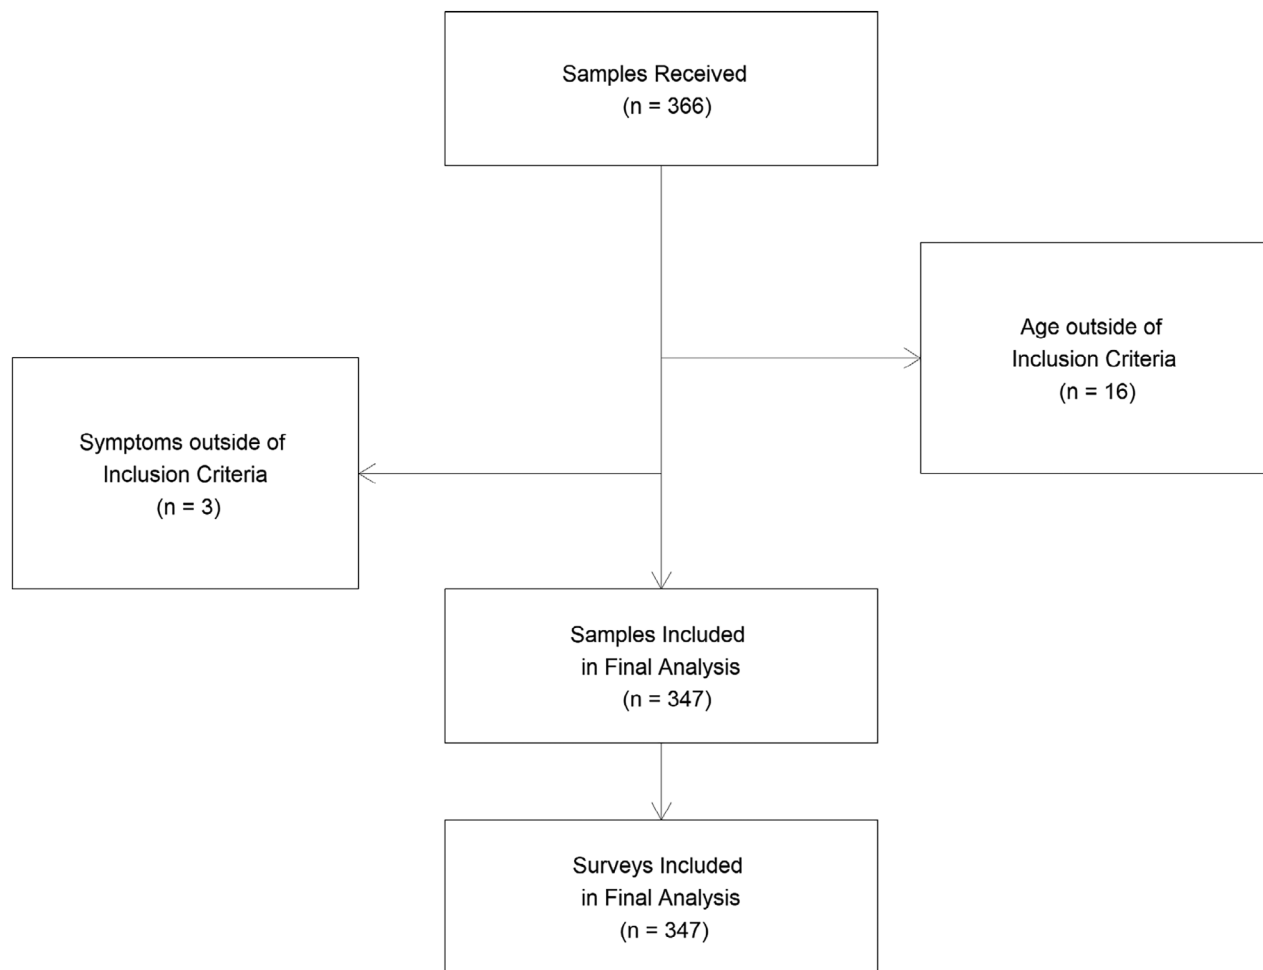 Samples Received
(n = 366)
Age outside of
Inclusion Criteria
(n = 16)
Symptoms outside of
Inclusion Criteria
(n = 3)
Samples Included
in Final Analysis
(n = 347)
Surveys Included
in Final Analysis
(n = 347)